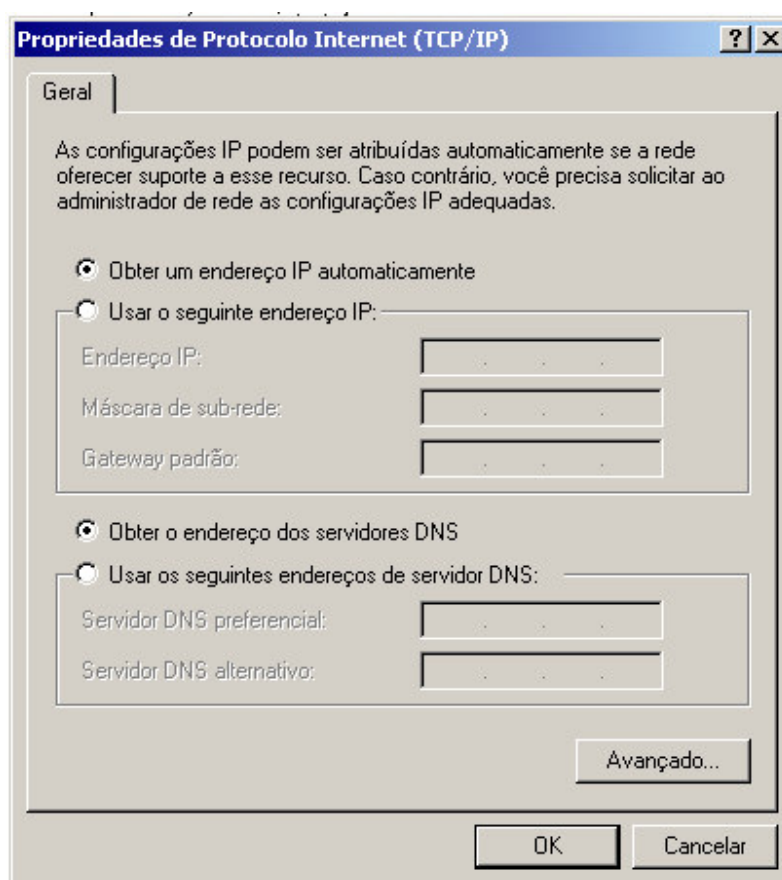 Propriedades de Protocolo Internet (TCP/IP)
Geral
As configurações IP podem ser atribuídas automaticamente se a rede
oferecer suporte a esse recurso. Caso contrário, você precisa solicitar ao
administrador de rede as configurações IP adequadas.
Obter um endereço IP automaticamente
Usar o seguinte endereço IP:
Endereço IP:
Máscara de sub-rede:
Gateway padrão:
Obter o endereço dos servidores DNS
Usar os seguintes endereços de servidor DNS:
Servidor DNS preferencial:
Servidor DNS alternativo:
Avançado...
OK
Cancelar